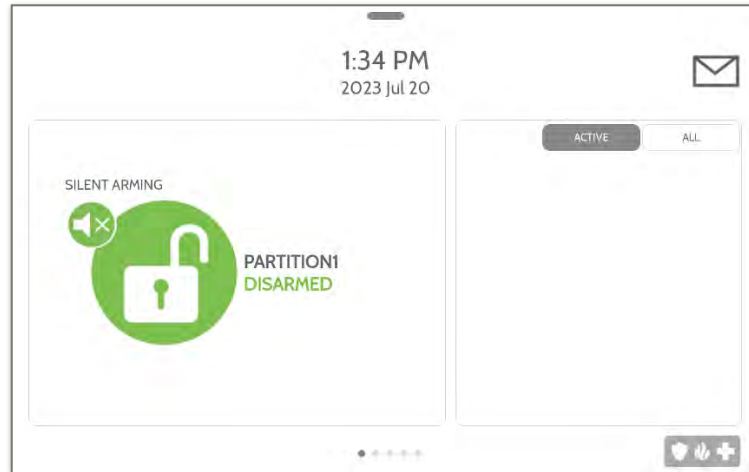 1:34 PM
2023 Jul 20
ACTIVE ALL
SILENT ARMING
PARTITION1
DISARMED